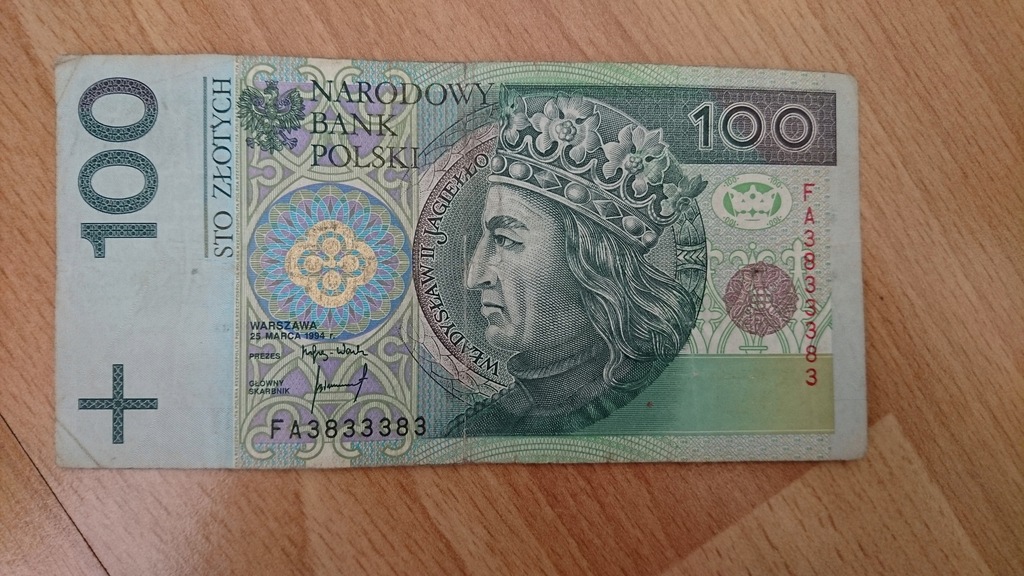 100
STO ZŁOTYCH
NARODOWY
BANK
POLSKI
WŁADYSŁAW II JAGIEŁŁO
100
FA3833383
WARSZAWA
25 MARCA 1994 r.
PREZES
GŁÓWNY
SKARBNIK
FA3833383